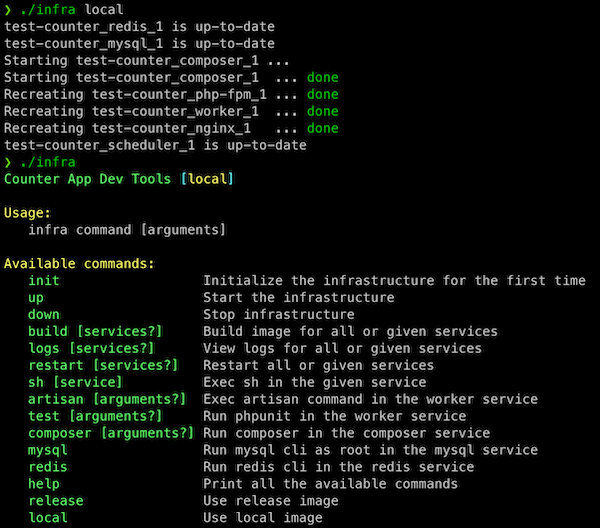 ❯ ./infra local
test-counter_redis_1 is up-to-date
test-counter_mysql_1 is up-to-date
Starting test-counter_composer_1 ...
Starting test-counter_composer_1  ... done
Recreating test-counter_php-fpm_1 ... done
Recreating test-counter_worker_1  ... done
Recreating test-counter_nginx_1   ... done
test-counter_scheduler_1 is up-to-date
❯ ./infra
Counter App Dev Tools [local]

Usage:
   infra command [arguments]

Available commands:
   init                  Initialize the infrastructure for the first time
   up                    Start the infrastructure
   down                  Stop infrastructure
   build [services?]     Build image for all or given services
   logs [services?]      View logs for all or given services
   restart [services?]   Restart all or given services
   sh [service]          Exec sh in the given service
   artisan [arguments?]  Exec artisan command in the worker service
   test [arguments?]     Run phpunit in the worker service
   composer [arguments?] Run composer in the composer service
   mysql                 Run mysql cli as root in the mysql service
   redis                 Run redis cli in the redis service
   help                  Print all the available commands
   release               Use release image
   local                 Use local image